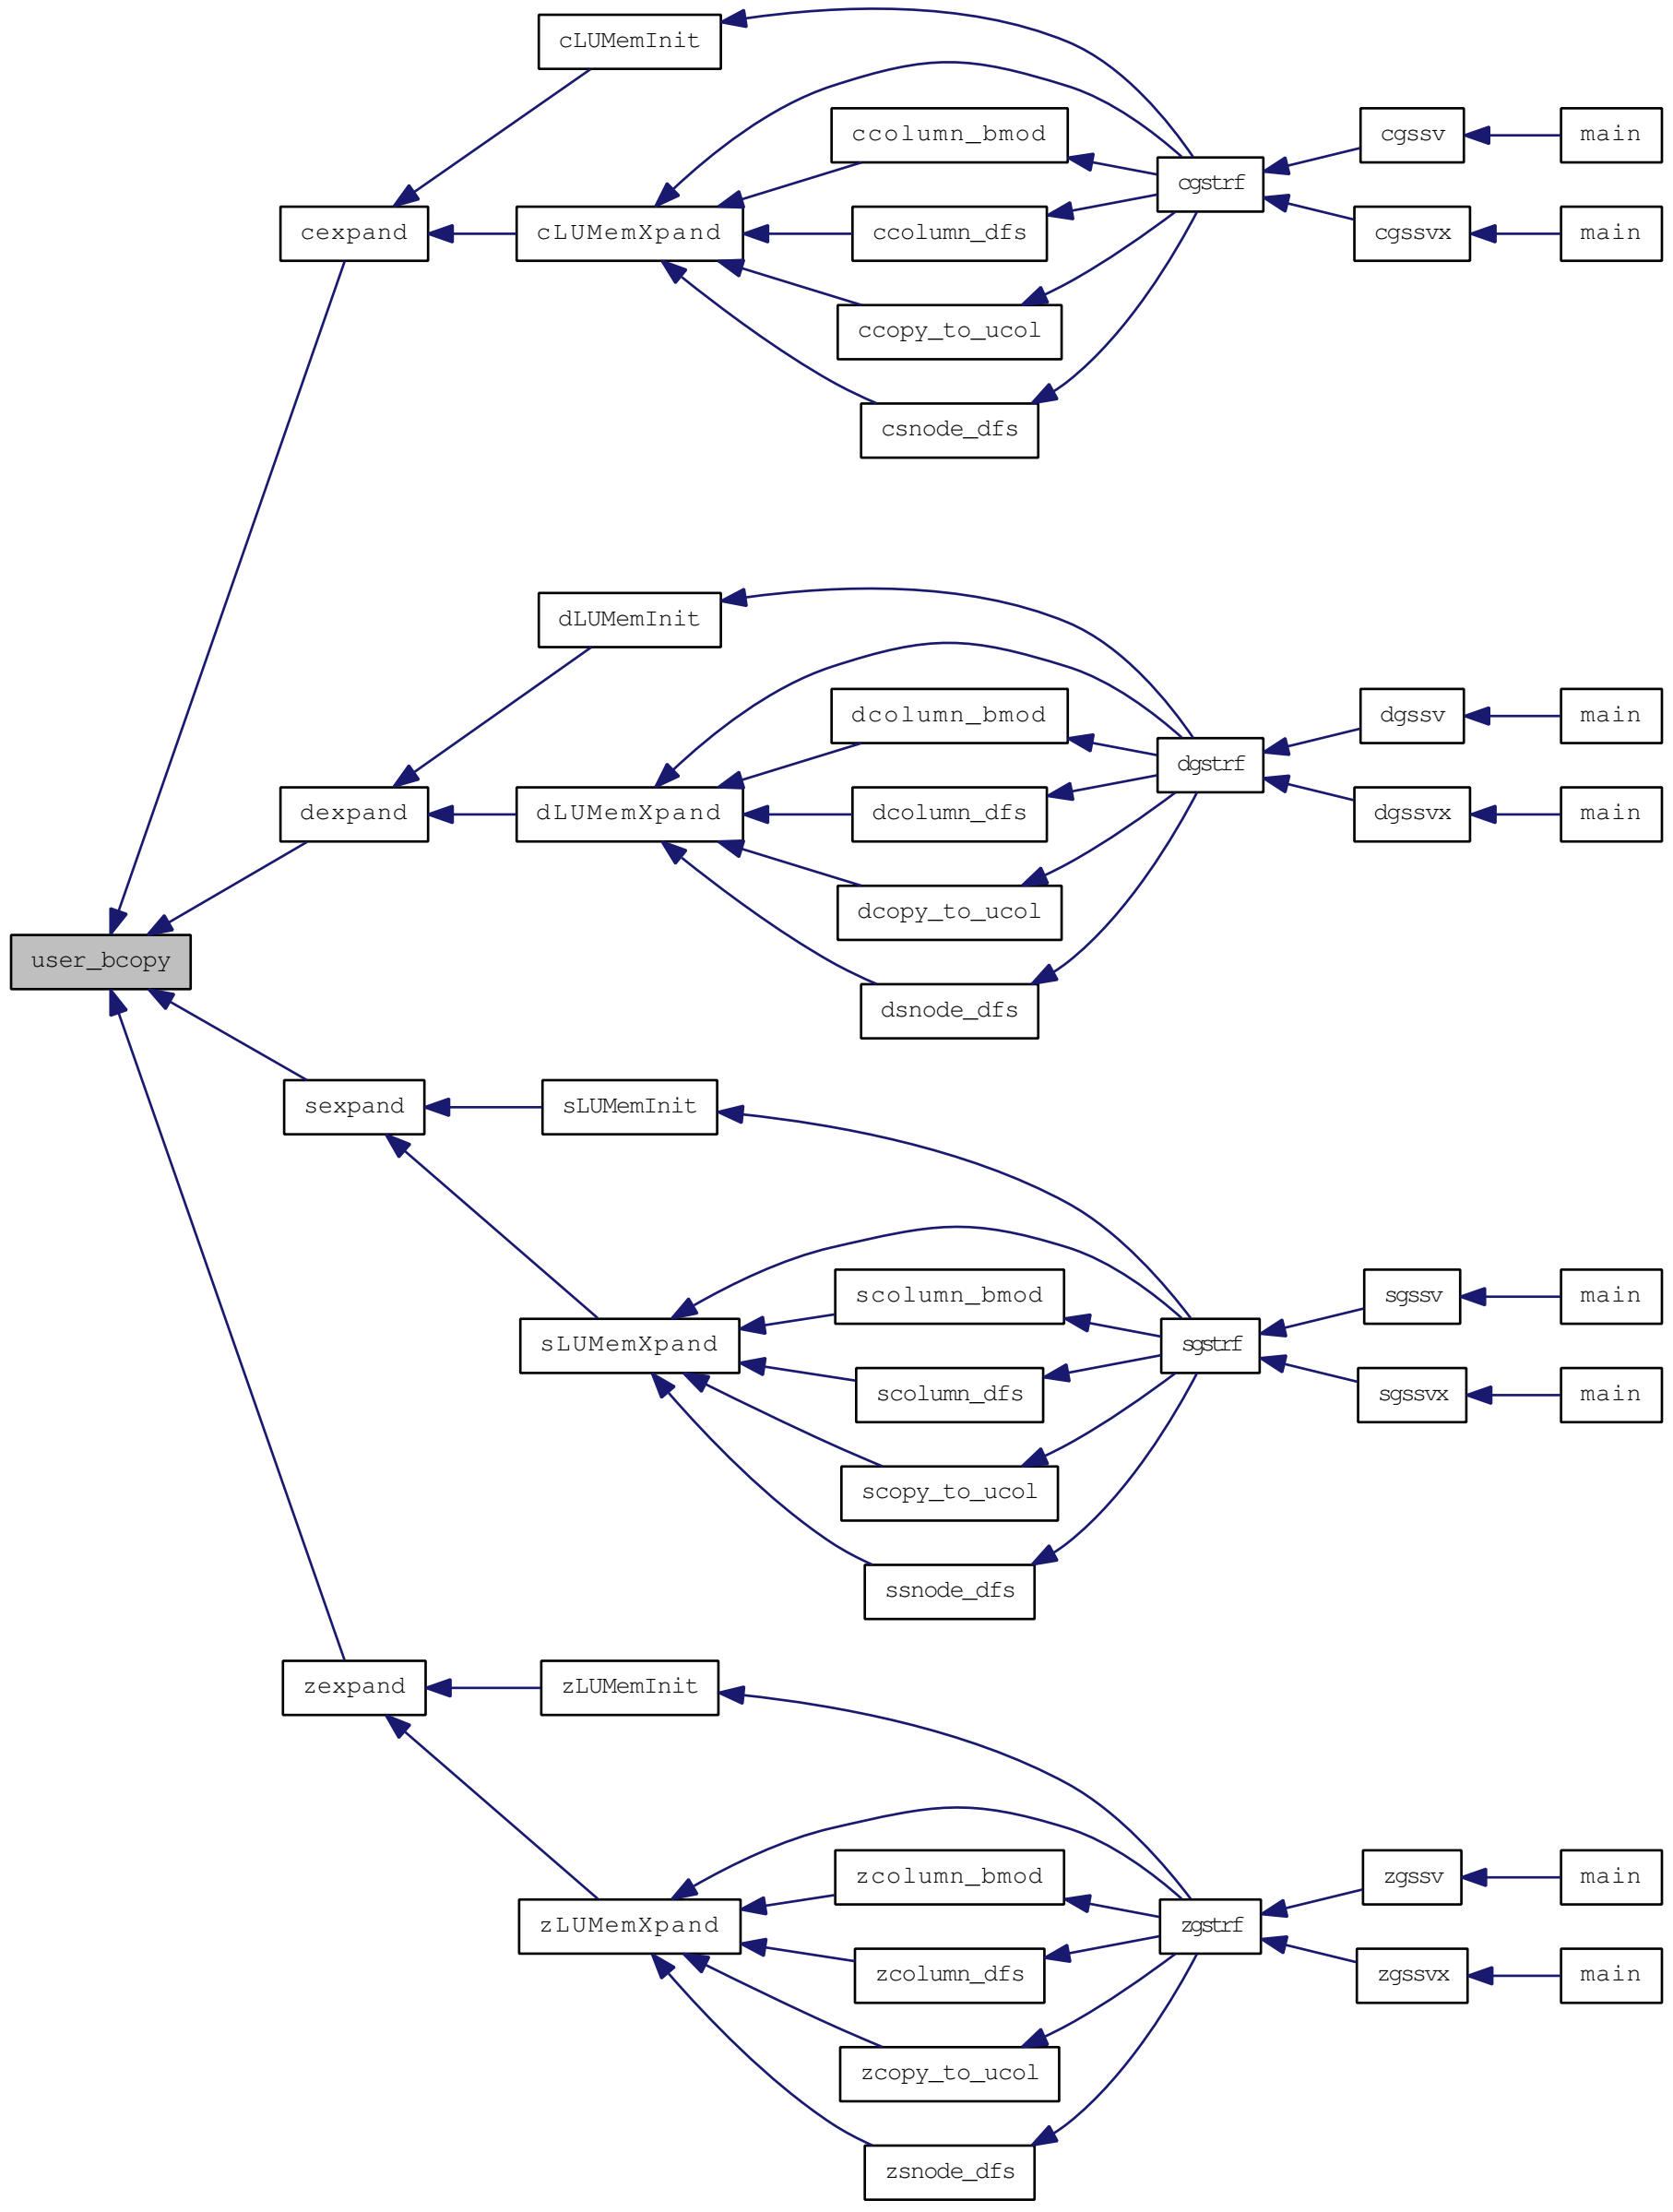 cLUMemInit
ccolumn_bmod
cgssv
main
cgstrf
cexpand
cLUMemXpand
ccolumn_dfs
cgssvx
main
ccopy_to_ucol
csnode_dfs
dLUMemInit
dcolumn_bmod
dgssv
main
dgstrf
dexpand
dLUMemXpand
dcolumn_dfs
dgssvx
main
dcopy_to_ucol
user_bcopy
dsnode_dfs
sexpand
sLUMemInit
scolumn_bmod
sgssv
main
sLUMemXpand
sgstrf
scolumn_dfs
sgssvx
main
scopy_to_ucol
ssnode_dfs
zexpand
zLUMemInit
zcolumn_bmod
zgssv
main
zLUMemXpand
zgstrf
zcolumn_dfs
zgssvx
main
zcopy_to_ucol
zsnode_dfs